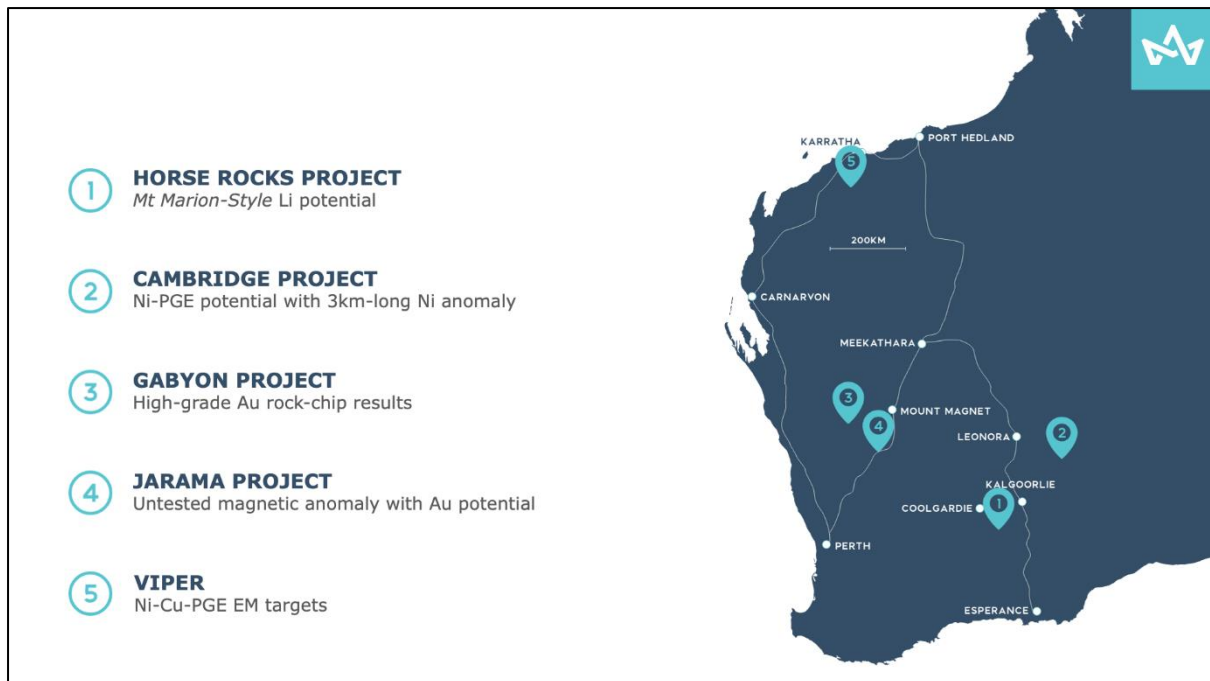 1
HORSE ROCKS PROJECT
Mt Marion-Style Li potential
2
CAMBRIDGE PROJECT
Ni-PGE potential with 3km-long Ni anomaly
3
GABYON PROJECT
High-grade Au rock-chip results
4
JARAMA PROJECT
Untested magnetic anomaly with Au potential
5
VIPER
Ni-Cu-PGE EM targets
KARRATHA
PORT HEDLAND
5
200KM
CARNARVON
MEEKATHARA
3
MOUNT MAGNET
4
LEONORA
2
KALGOORLIE
COOLGARDIE
1
PERTH
ESPERANCE